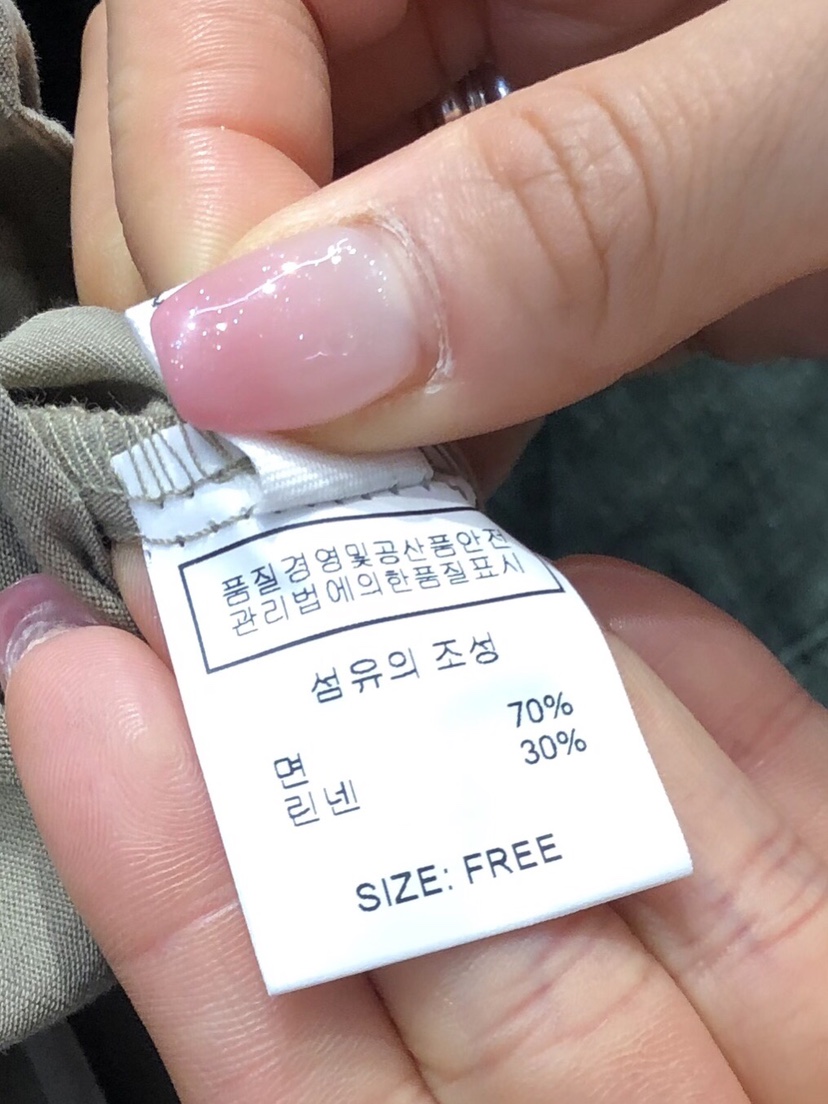 품질경영및공산품안전
관리법에의한품질표시
섬유의 조성
면 70%
린넨 30%
SIZE: FREE